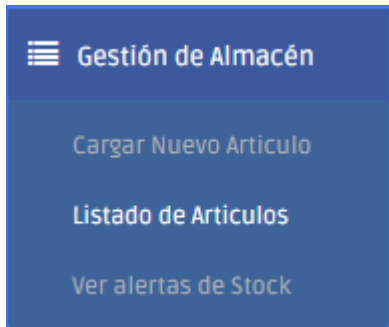 Gestión de Almacén
Cargar Nuevo Articulo
Listado de Articulos
Ver alertas de Stock